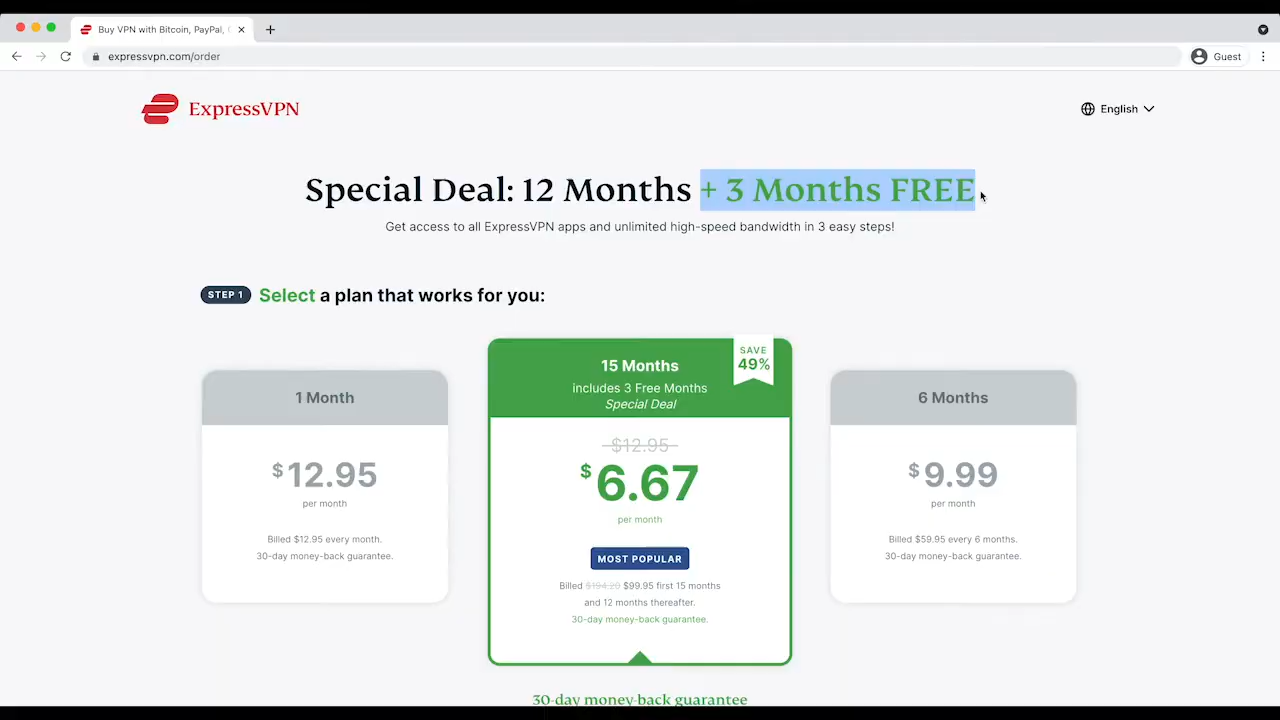 Buy VPN with Bitcoin, PayPal,
expressvpn.com/order
Guest
ExpressVPN
English
Special Deal: 12 Months + 3 Months FREE
Get access to all ExpressVPN apps and unlimited high-speed bandwidth in 3 easy steps!
STEP 1 Select a plan that works for you:
1 Month
$12.95
per month
Billed $12.95 every month.
30-day money-back guarantee.
SAVE
49%
15 Months
includes 3 Free Months
Special Deal
$12.95
$6.67
per month
MOST POPULAR
Billed $194.20 $99.95 first 15 months
and 12 months thereafter.
30-day money-back guarantee.
6 Months
$9.99
per month
Billed $59.95 every 6 months.
30-day money-back guarantee.
30-day money-back guarantee